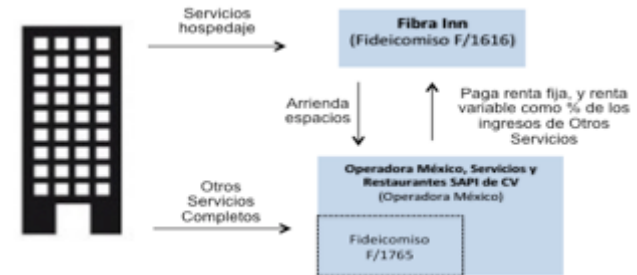 Servicios
hospedaje
Fibra Inn
(Fideicomiso F/1616)
Arrienda
espacios
Paga renta fija, y renta
variable como % de los
ingresos de Otros
Servicios
Otros
Servicios
Completos
Operadora México, Servicios y
Restaurantes SAPI de CV
(Operadora México)
Fideicomiso
F/1765